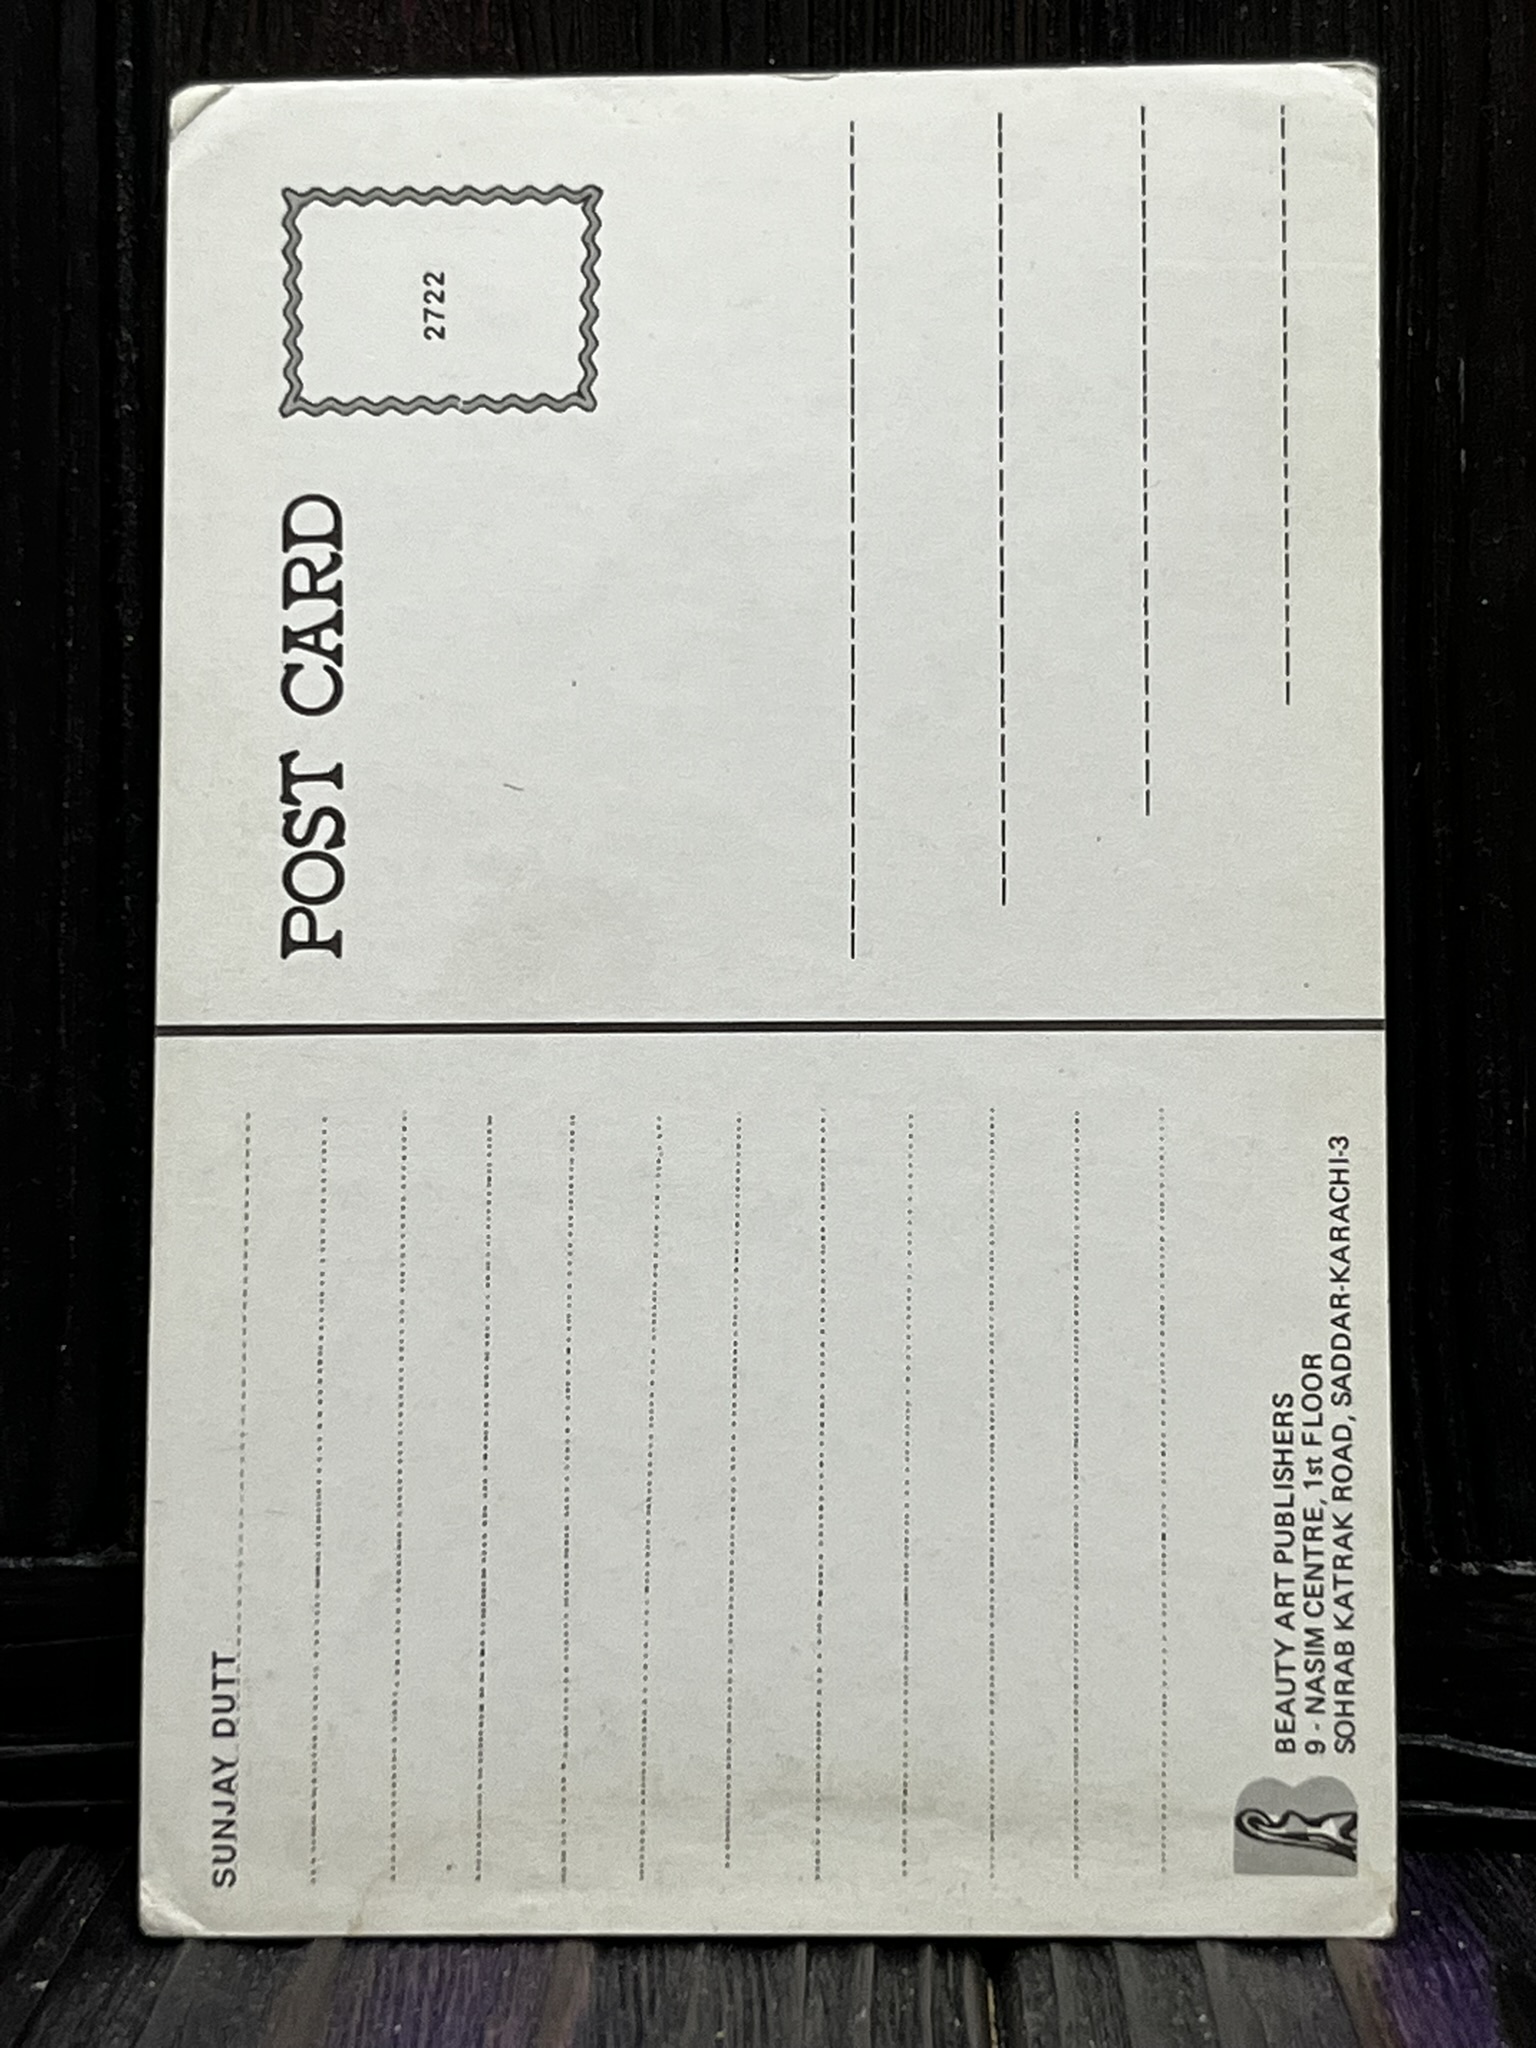 SUNJAY DUTT
BEAUTY ART PUBLISHERS
9 - NASIM CENTRE, 1st FLOOR
SOHRAB KATRAK ROAD, SADDAR-KARACHI-3
POST CARD
2722